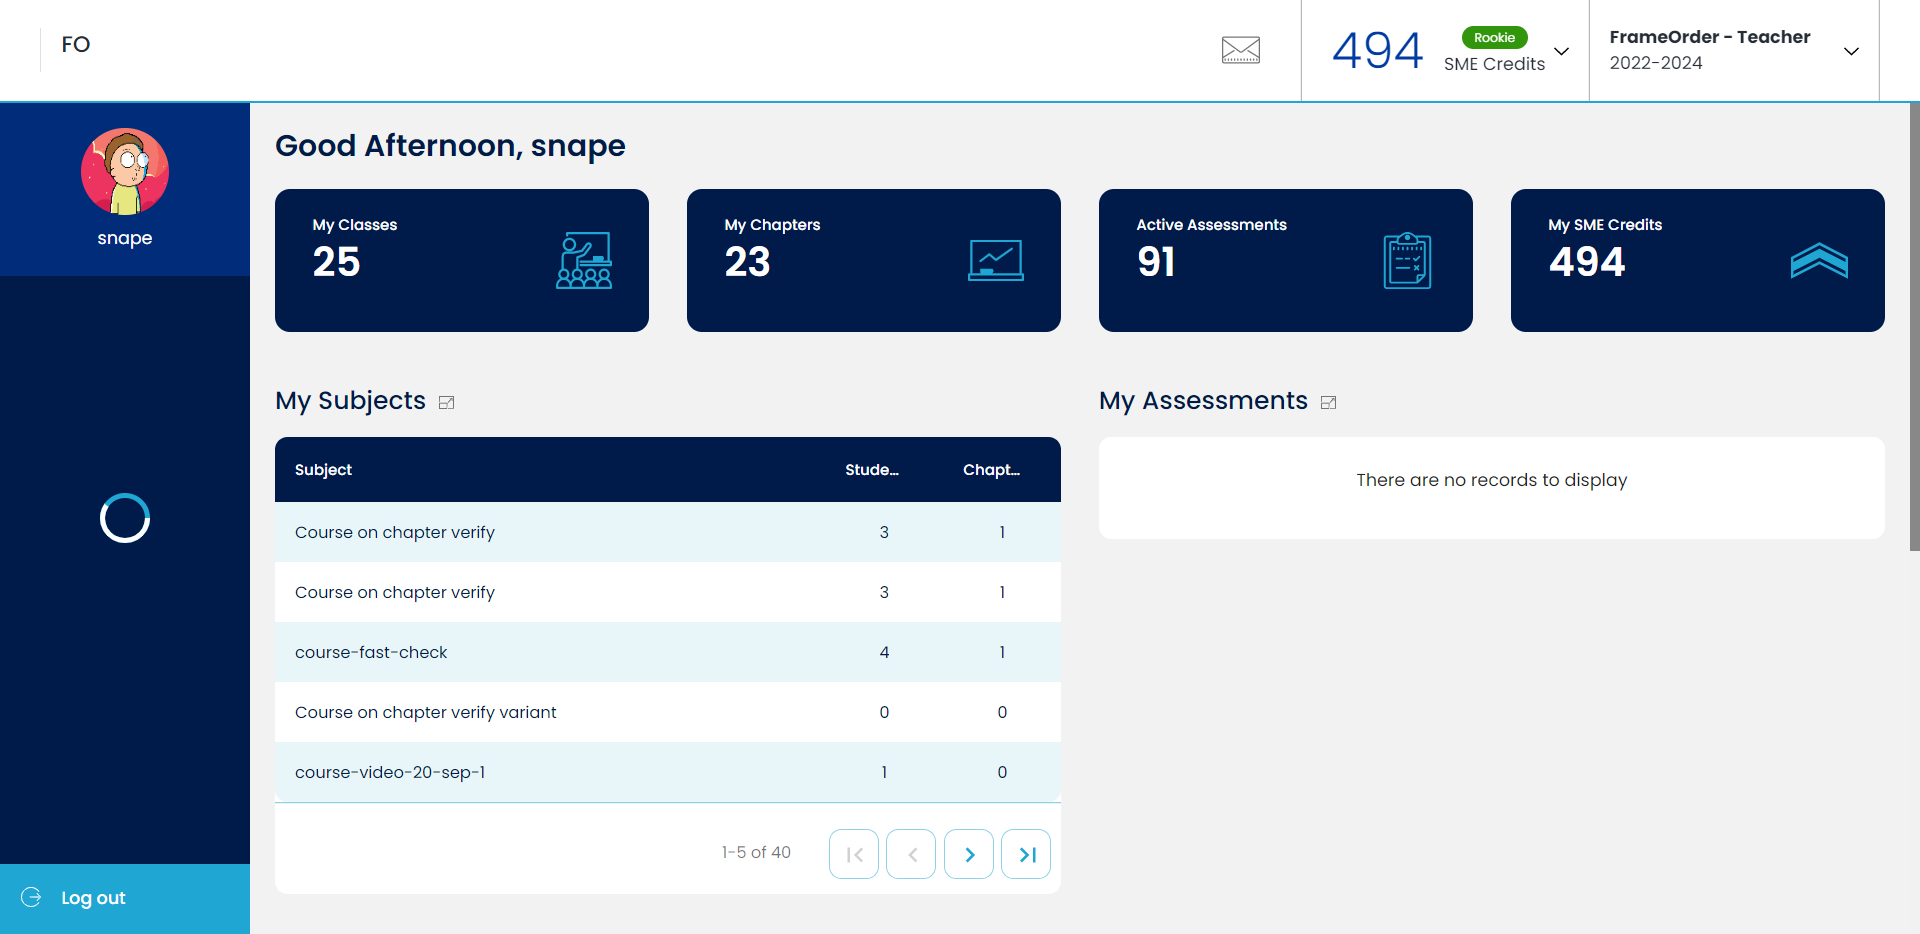 FO
494
Rookie
SME Credits
FrameOrder - Teacher
2022-2024
snape
Log out
Good Afternoon, snape
My Classes
25
My Chapters
23
Active Assessments
91
My SME Credits
494
My Subjects
Subject Stude... Chapt...
Course on chapter verify 3 1
Course on chapter verify 3 1
course-fast-check 4 1
Course on chapter verify variant 0 0
course-video-20-sep-1 1 0
1-5 of 40
My Assessments
There are no records to display